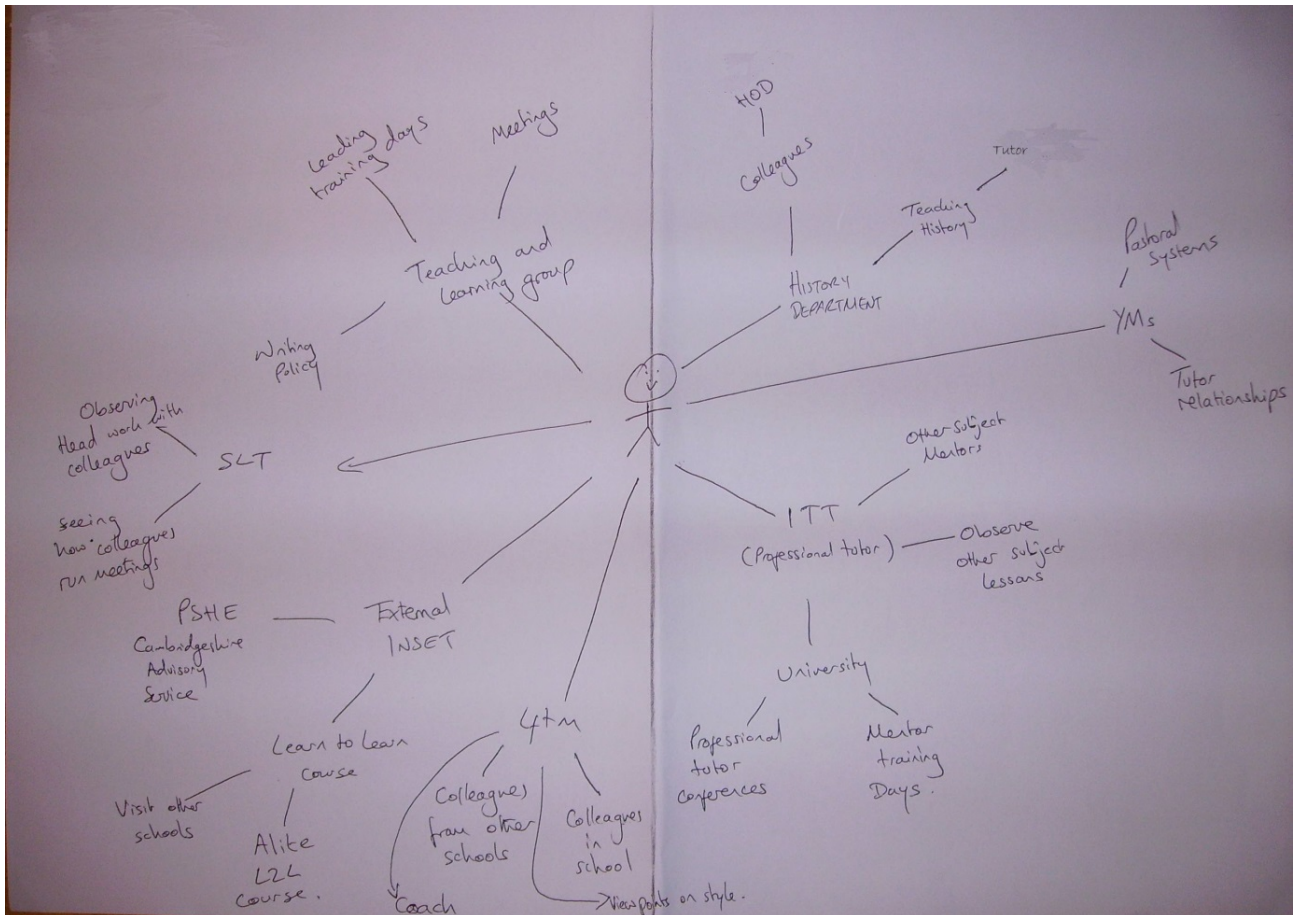 HOD
Colleagues
Tutor
Teaching
History
HISTORY
DEPARTMENT
Leading
training days
Meetings
Teaching and
Learning group
Writing
Policy
Pastoral
Systems
YMs
Tutor
relationships
Observing
Head work with
colleagues
SLT
Seeing
how colleagues
run meetings
Other subject
Mentors
ITT
(Professional tutor)
Observe
other subject
lessons
University
Professional
tutor
conferences
Mentor
training
Days.
External
INSET
PSHE
Cambridgeshire
Advisory
Service
Learn to Learn
course
Visit other
schools
Alite
L2L
course.
Colleagues
from other
schools
Colleagues
in
school
Coach
Viewpoints on style.